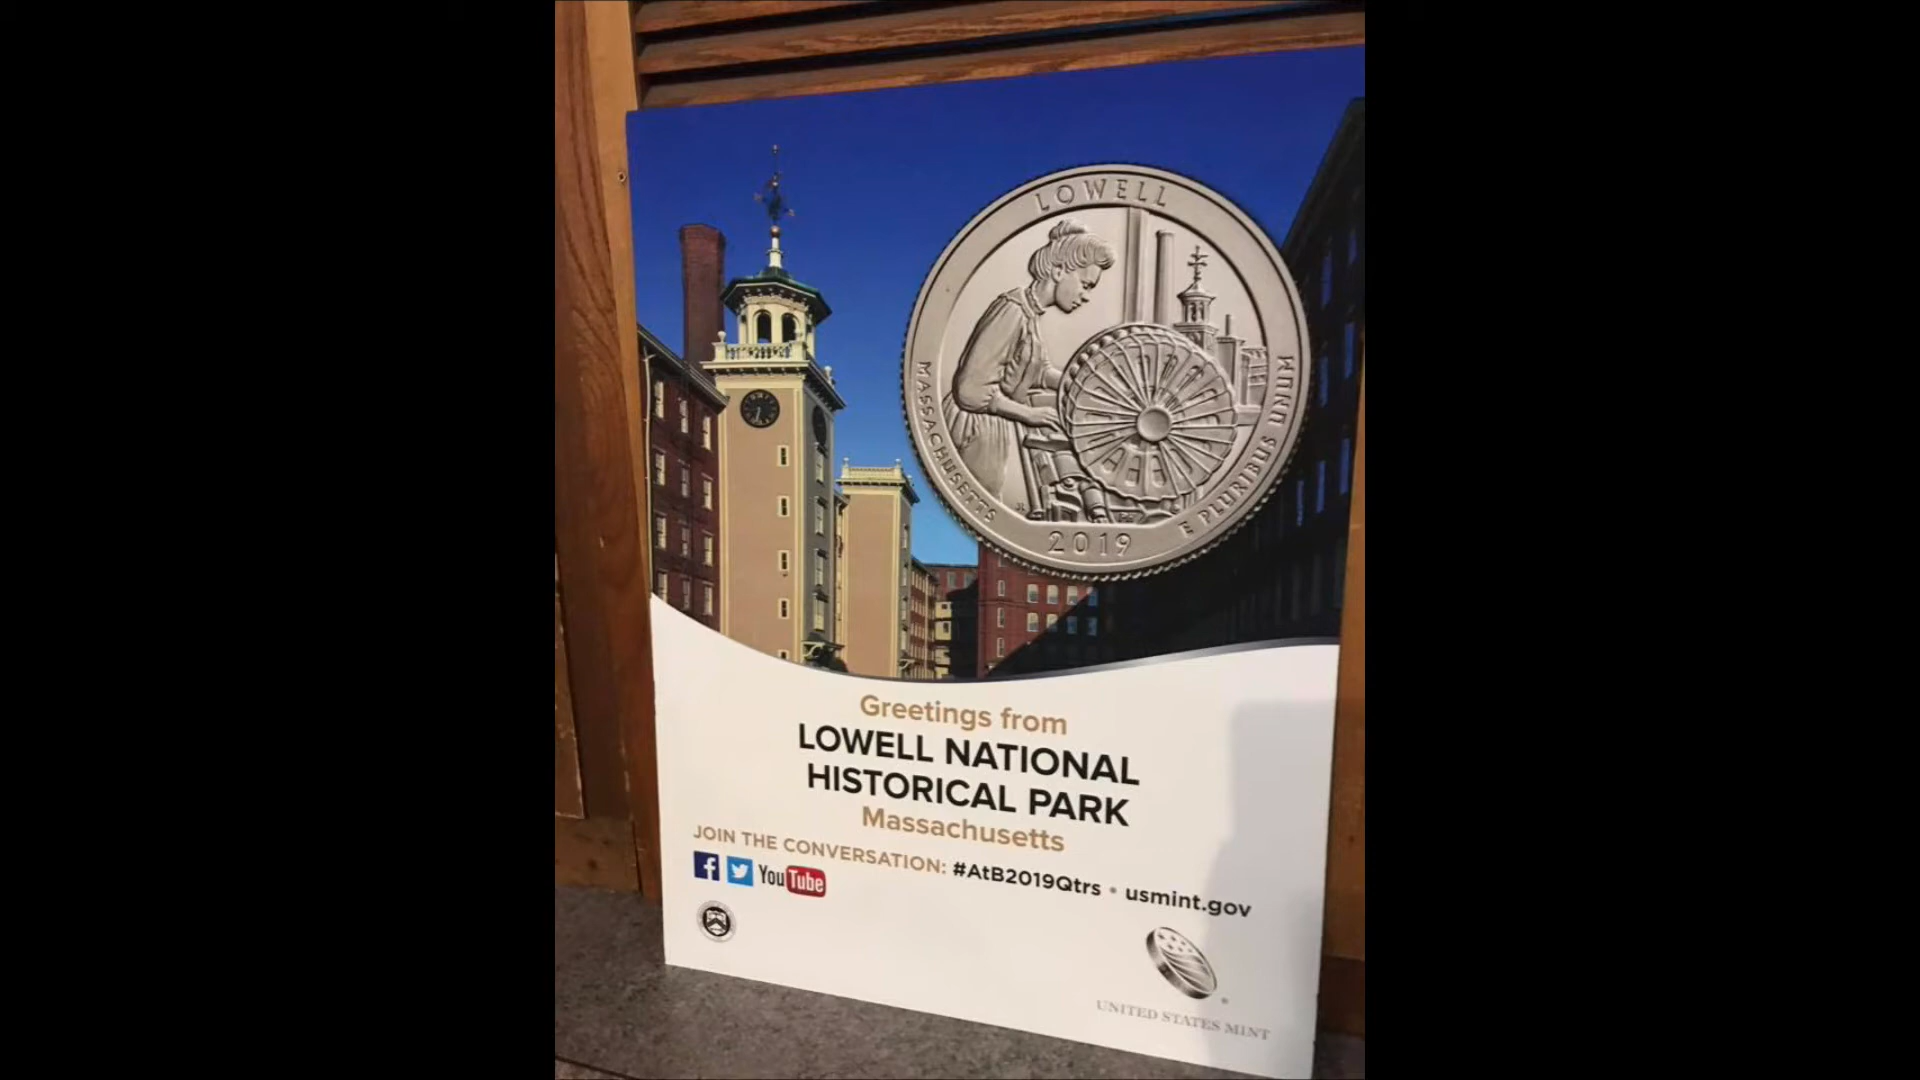 LOWELL
MASSACHUSETTS
E PLURIBUS UNUM
2019
Greetings from
LOWELL NATIONAL
HISTORICAL PARK
Massachusetts
JOIN THE CONVERSATION: #AtB2019Qtrs • usmint.gov
f YouTube
UNITED STATES MINT